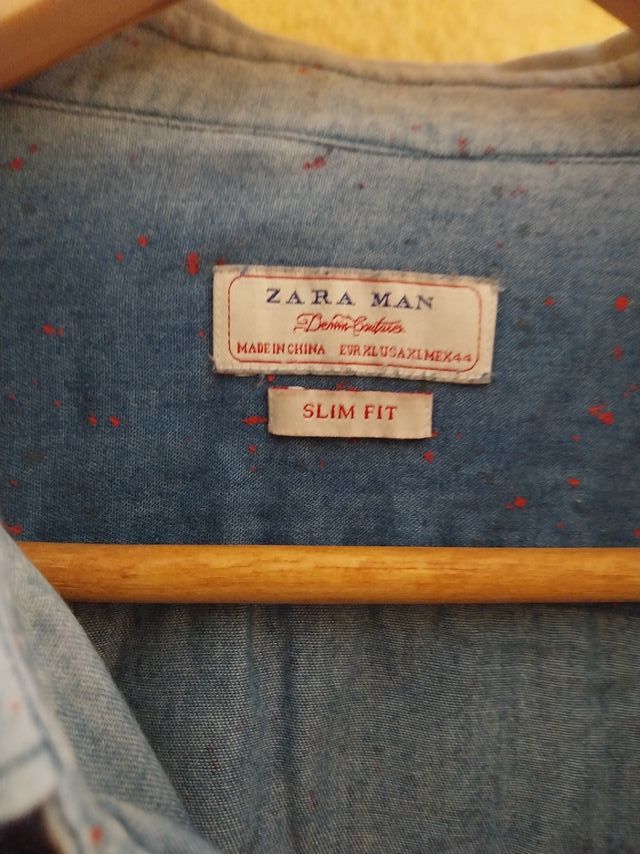 ZARA MAN
Denim Couture
MADE IN CHINA EUR XL USA XL MEX 44
SLIM FIT